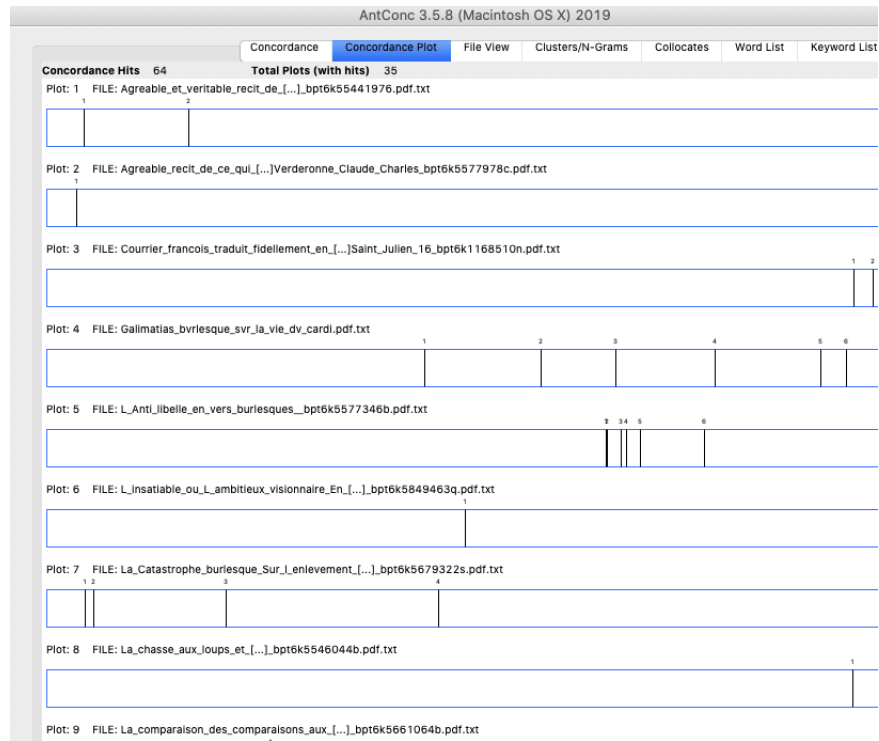 AntConc 3.5.8 (Macintosh OS X) 2019
Concordance Concordance Plot File View Clusters/N-Grams Collocates Word List Keyword List
Concordance Hits 64 Total Plots (with hits) 35
Plot: 1 FILE: Agreable_et_veritable_recit_de_[...]_bpt6k55441976.pdf.txt
1 2
Plot: 2 FILE: Agreable_recit_de_ce_qui_[...]Verderonne_Claude_Charles_bpt6k5577978c.pdf.txt
1
Plot: 3 FILE: Courrier_francois_traduit_fidellement_en_[...]Saint_Julien_16_bpt6k1168510n.pdf.txt
1 2
Plot: 4 FILE: Galimatias_bvrlesque_svr_la_vie_dv_cardi.pdf.txt
1 2 3 4 5 6
Plot: 5 FILE: L_Anti_libelle_en_vers_burlesques__bpt6k5577346b.pdf.txt
3 4 5 6
Plot: 6 FILE: L_insatiable_ou_L_ambitieux_visionnaire_En_[...]_bpt6k5849463q.pdf.txt
1
Plot: 7 FILE: La_Catastrophe_burlesque_Sur_l_enlevement_[...]_bpt6k5679322s.pdf.txt
1 2 3 4
Plot: 8 FILE: La_chasse_aux_loups_et_[...]_bpt6k5546044b.pdf.txt
1
Plot: 9 FILE: La_comparaison_des_comparaisons_aux_[...]_bpt6k5661064b.pdf.txt